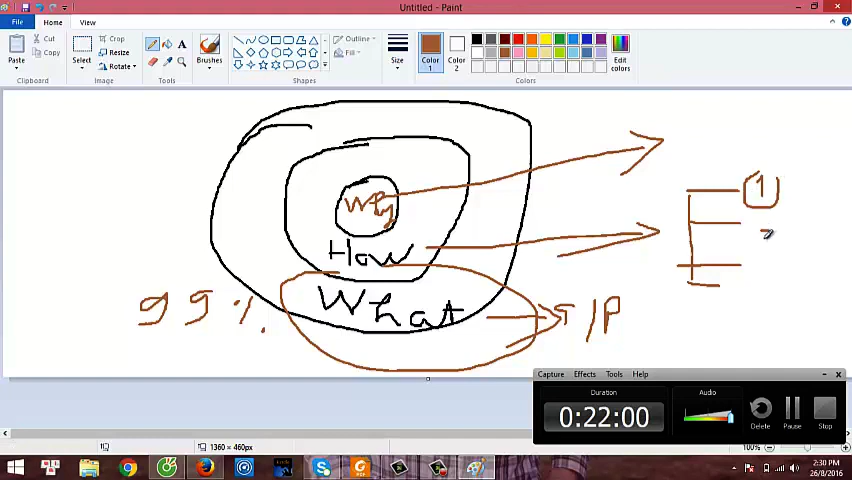 Untitled - Paint
File
Home
View
Paste
Cut
Copy
Clipboard
Select
Crop
Resize
Rotate
Image
Tools
Brushes
Shapes
Outline
Fill
Size
Color 1
Color 2
Edit colors
Colors
Why
How
What
99%.
1
Capture
Effects
Tools
Help
Duration
0:22:00
Audio
Delete
Pause
Stop
1360 × 460px
100%
2:30 PM
26/8/2016